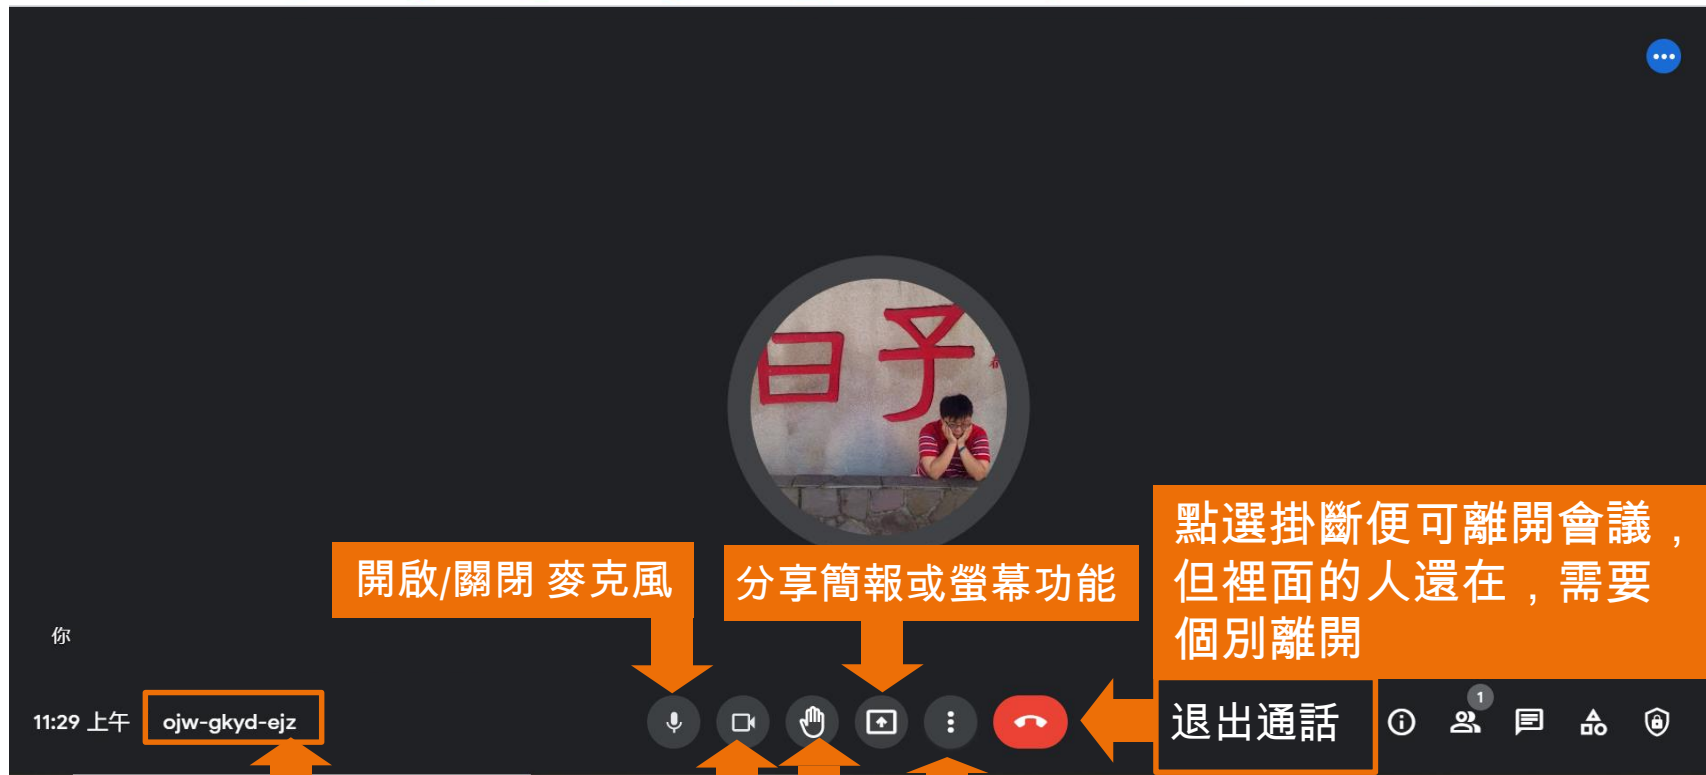 日予
開啟/關閉 麥克風
分享簡報或螢幕功能
點選掛斷便可離開會議，
但裡面的人還在，需要
個別離開
你
11:29 上午
ojw-gkyd-ejz
退出通話
1